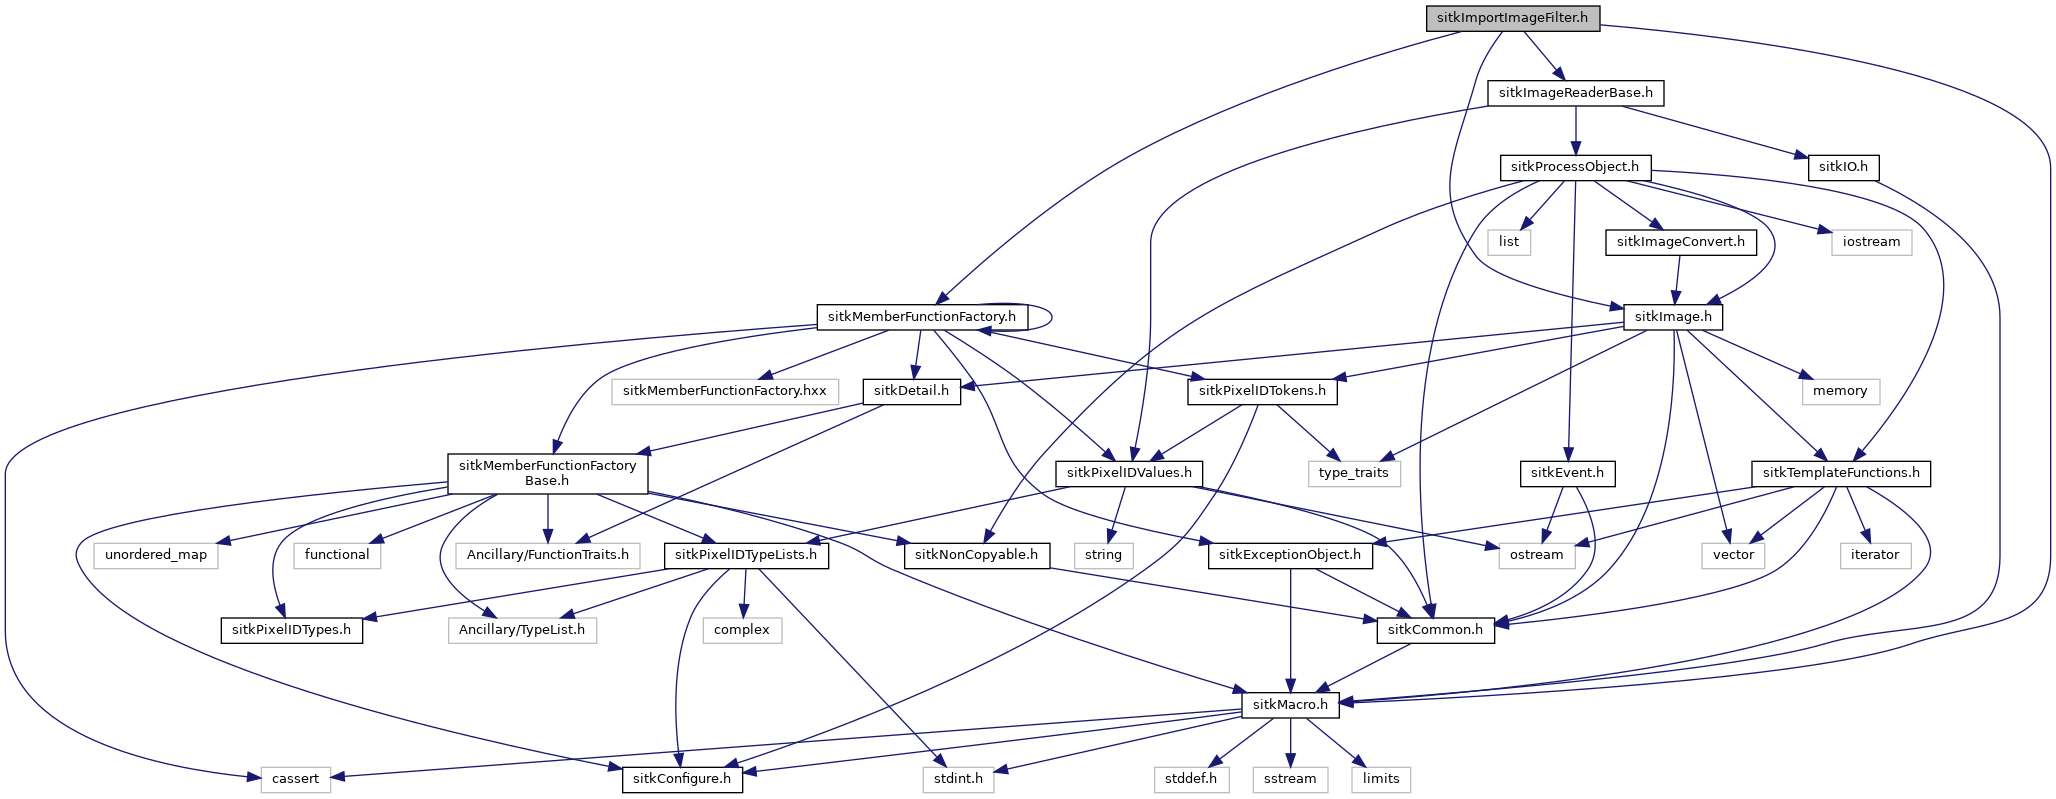 sitkImportImageFilter.h
sitkImageReaderBase.h
sitkProcessObject.h
sitkIO.h
list
sitkImageConvert.h
iostream
sitkMemberFunctionFactory.h
sitkImage.h
sitkMemberFunctionFactory.hxx
sitkDetail.h
sitkPixelIDTokens.h
memory
sitkMemberFunctionFactory
Base.h
sitkPixelIDValues.h
type_traits
sitkEvent.h
sitkTemplateFunctions.h
unordered_map
functional
Ancillary/FunctionTraits.h
sitkPixelIDTypeLists.h
sitkNonCopyable.h
string
sitkExceptionObject.h
ostream
vector
iterator
sitkPixelIDTypes.h
Ancillary/TypeList.h
complex
sitkCommon.h
sitkMacro.h
cassert
sitkConfigure.h
stdint.h
stddef.h
sstream
limits